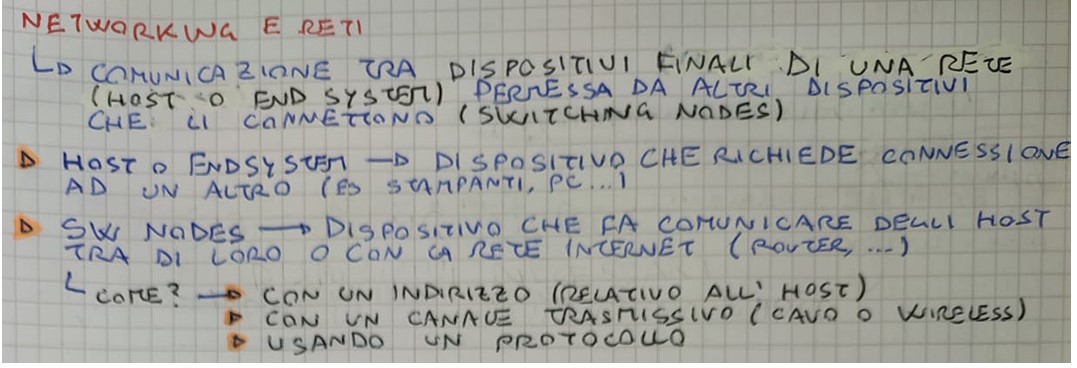 NETWORKING E RETI
↳ COMUNICAZIONE TRA DISPOSITIVI FINALI DI UNA RETE
(HOST O END SYSTEM) PERMESSA DA ALTRI DISPOSITIVI
CHE LI CONNETTONO (SWITCHING NODES)
▷ HOST O ENDSYSTEM → DISPOSITIVO CHE RICHIEDE CONNESSIONE
AD UN ALTRO (ES STAMPANTI, PC...)
▷ SW NODES → DISPOSITIVO CHE FA COMUNICARE DEGLI HOST
TRA DI LORO O CON LA RETE INTERNET (ROUTER, ...)
↳ COME? → CON UN INDIRIZZO (RELATIVO ALL' HOST)
▷ CON UN CANALE TRASMISSIVO (CAVO O WIRELESS)
▷ USANDO UN PROTOCOLLO